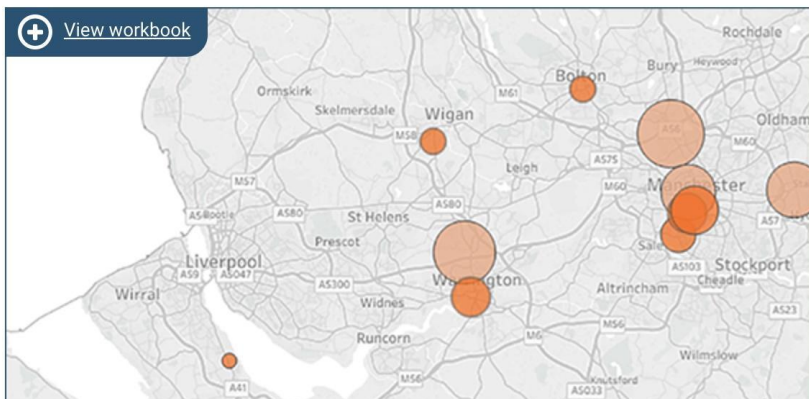 View workbook
Rochdale
Bury
Heywood
Bolton
Ormskirk
M61
Skelmersdale
Wigan
Oldham
A56
M58
M60
A575
Leigh
M57
M60
Manchester
A580
A580
St Helens
A57
Prescot
Sale
Liverpool
A59
A5047
A5103
Stockport
Warrington
Cheadle
A5300
Wirral
Widnes
Altrincham
A523
M56
Runcorn
M6
Wilmslow
M56
Knutsford
A41
A5033